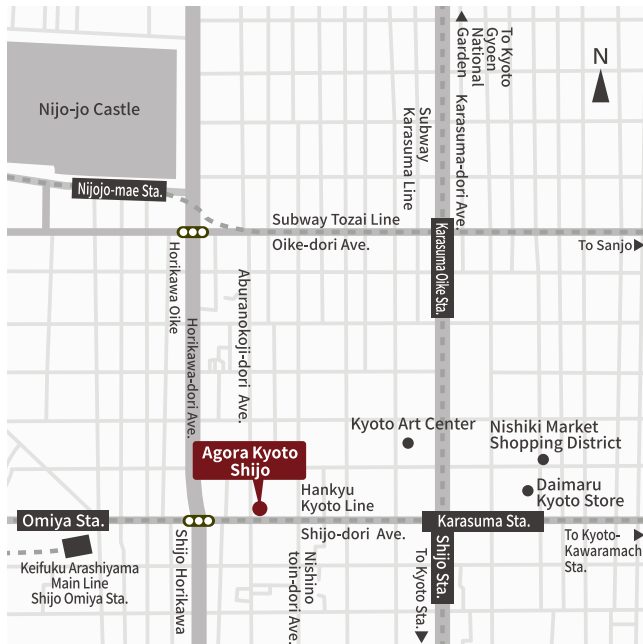 To Kyoto
Gyoen
National
Garden
N
Nijo-jo Castle
Subway
Karasuma Line
Karasuma-dori Ave.
Nijojo-mae Sta.
Subway Tozai Line
Oike-dori Ave.
Karasuma Oike Sta.
To Sanjo
Horikawa Oike
Horikawa-dori Ave.
Aburanokoji-dori Ave.
Kyoto Art Center
Nishiki Market
Shopping District
Agora Kyoto
Shijo
Daimaru
Kyoto Store
Hankyu
Kyoto Line
Omiya Sta.
Karasuma Sta.
Shijo-dori Ave.
To Kyoto-
Kawaramach
Sta.
Keifuku Arashiyama
Main Line
Shijo Omiya Sta.
Shijo Horikawa
Nishino
toin-dori Ave.
To Kyoto Sta.
Shijo Sta.